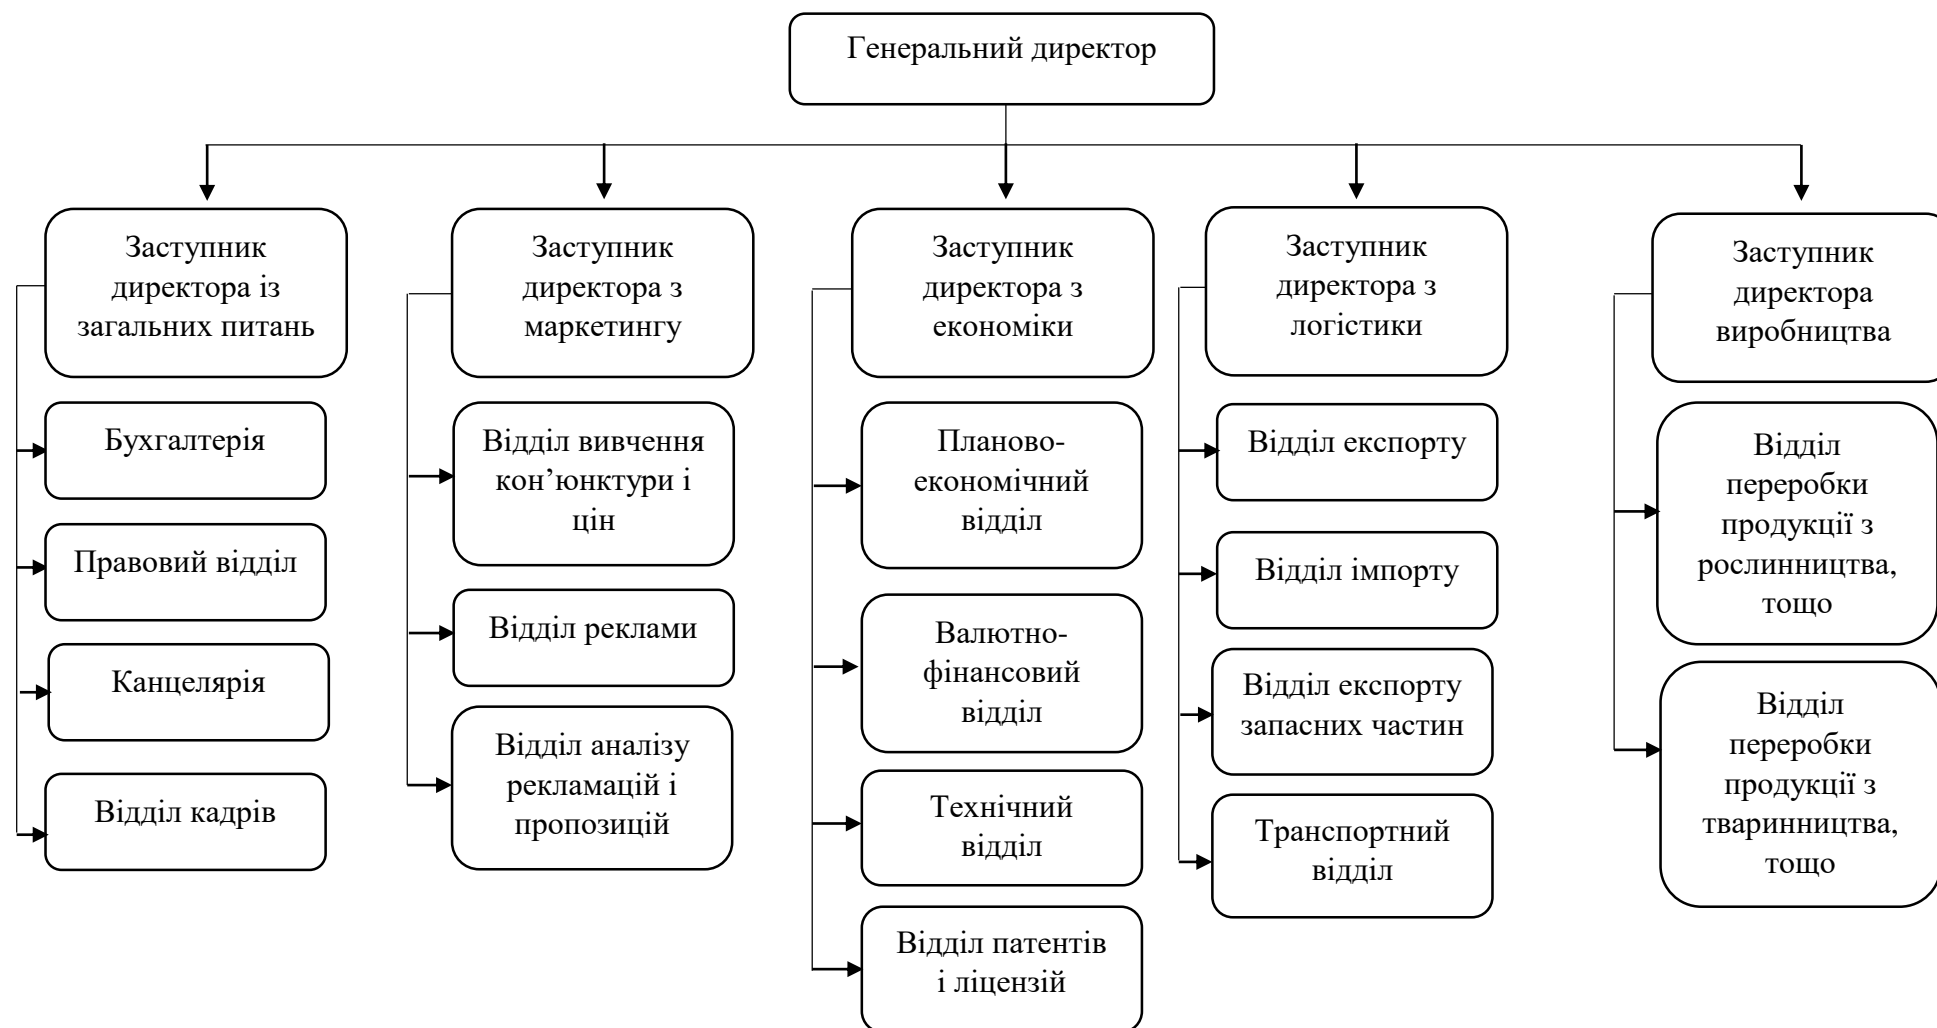 Генеральний директор
Заступник
директора із
загальних питань
Бухгалтерія
Правовий відділ
Канцелярія
Відділ кадрів
Заступник
директора з
маркетингу
Відділ вивчення
кон’юнктури і
цін
Відділ реклами
Відділ аналізу
рекламацій і
пропозицій
Заступник
директора з
економіки
Планово-
економічний
відділ
Валютно-
фінансовий
відділ
Технічний
відділ
Відділ патентів
і ліцензій
Заступник
директора з
логістики
Відділ експорту
Відділ імпорту
Відділ експорту
запасних частин
Транспортний
відділ
Заступник
директора
виробництва
Відділ
переробки
продукції з
рослинництва,
тощо
Відділ
переробки
продукції з
тваринництва,
тощо